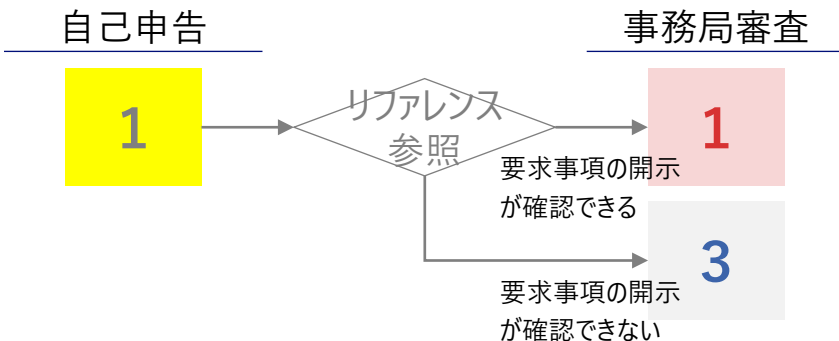 自己申告
事務局審査
1
リファレンス
参照
1
要求事項の開示
が確認できる
3
要求事項の開示
が確認できない